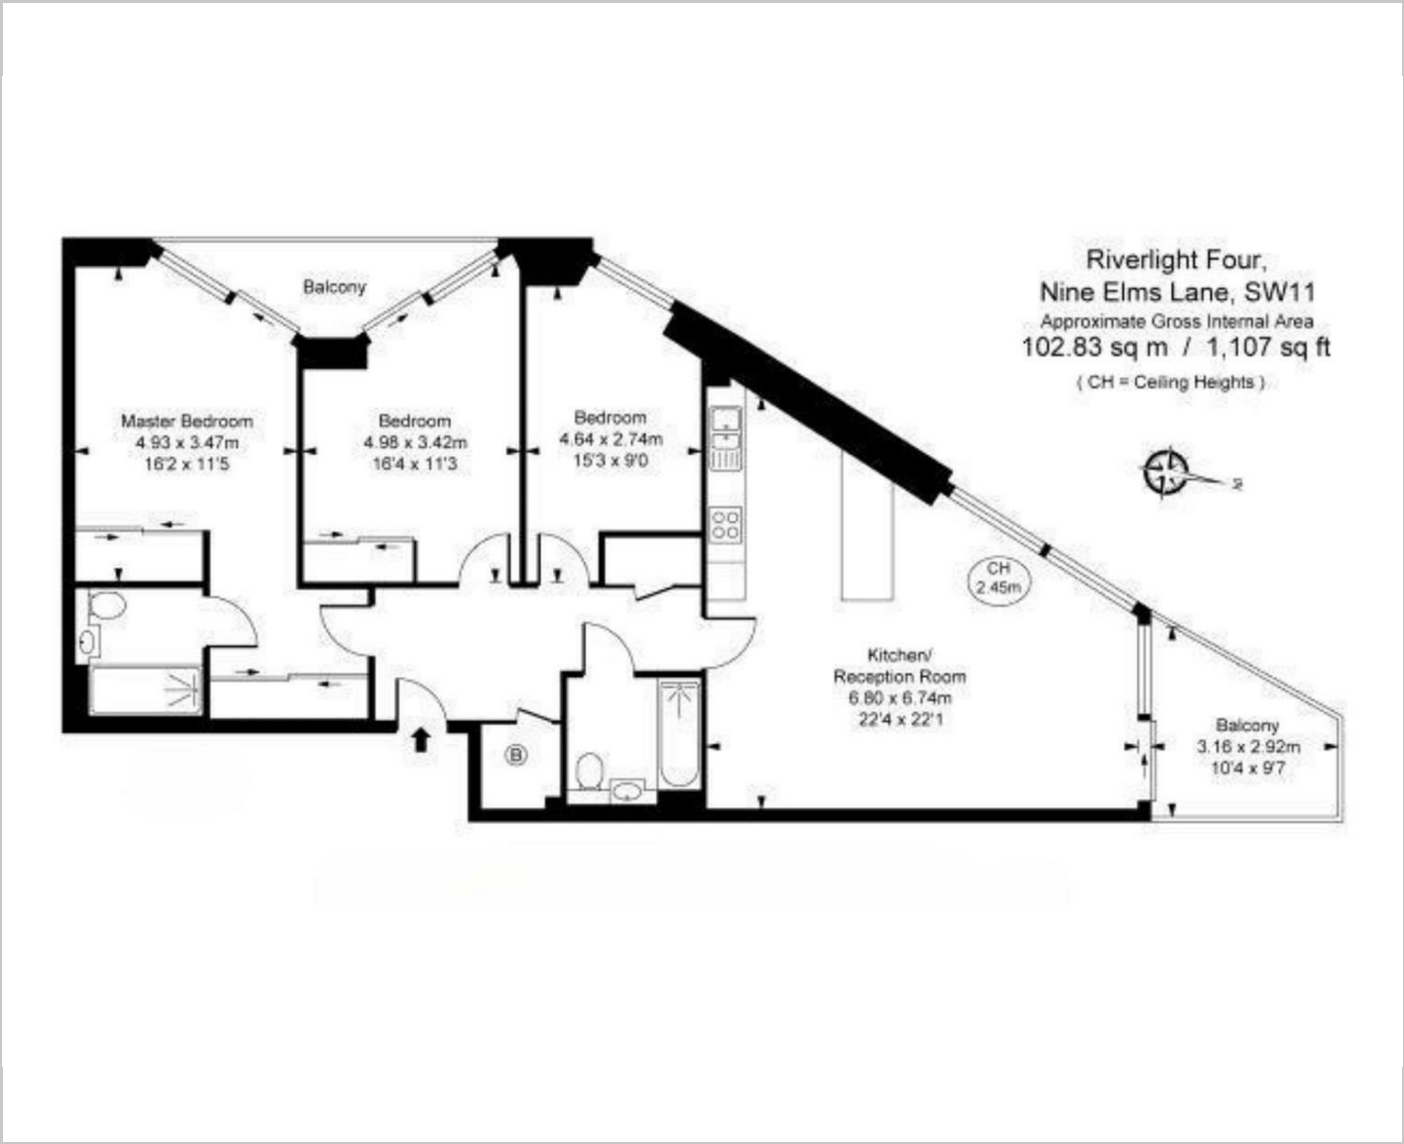 Riverlight Four,
Nine Elms Lane, SW11
Approximate Gross Internal Area
102.83 sq m / 1,107 sq ft
( CH = Ceiling Heights )
N
Balcony
Master Bedroom
4.93 x 3.47m
16'2 x 11'5
Bedroom
4.98 x 3.42m
16'4 x 11'3
Bedroom
4.64 x 2.74m
15'3 x 9'0
CH
2.45m
Kitchen/
Reception Room
6.80 x 6.74m
22'4 x 22'1
Balcony
3.16 x 2.92m
10'4 x 9'7
B